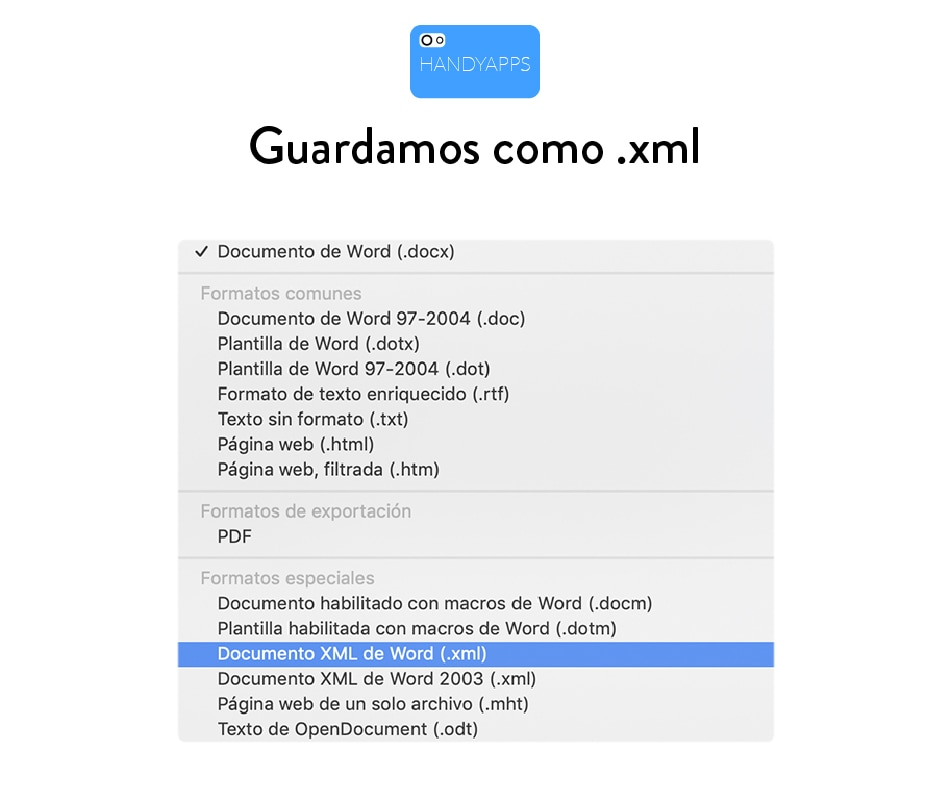 HANDYAPPS
Guardamos como .xml
✓ Documento de Word (.docx)
Formatos comunes
Documento de Word 97-2004 (.doc)
Plantilla de Word (.dotx)
Plantilla de Word 97-2004 (.dot)
Formato de texto enriquecido (.rtf)
Texto sin formato (.txt)
Página web (.html)
Página web, filtrada (.htm)
Formatos de exportación
PDF
Formatos especiales
Documento habilitado con macros de Word (.docm)
Plantilla habilitada con macros de Word (.dotm)
Documento XML de Word (.xml)
Documento XML de Word 2003 (.xml)
Página web de un solo archivo (.mht)
Texto de OpenDocument (.odt)